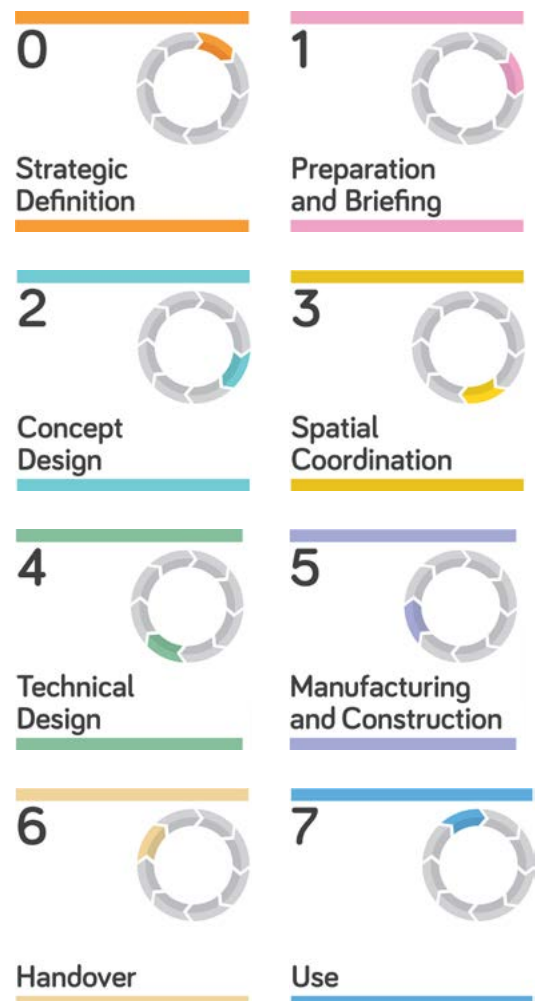 0
Strategic
Definition
1
Preparation
and Briefing
2
Concept
Design
3
Spatial
Coordination
4
Technical
Design
5
Manufacturing
and Construction
6
Handover
7
Use